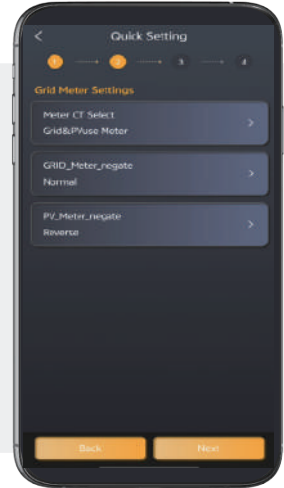 Quick Setting
1 2 3 4
Grid Meter Settings
Meter CT Select
Grid&PVuse Meter
GRID_Meter_negate
Normal
PV_Meter_negate
Reverse
Back Next